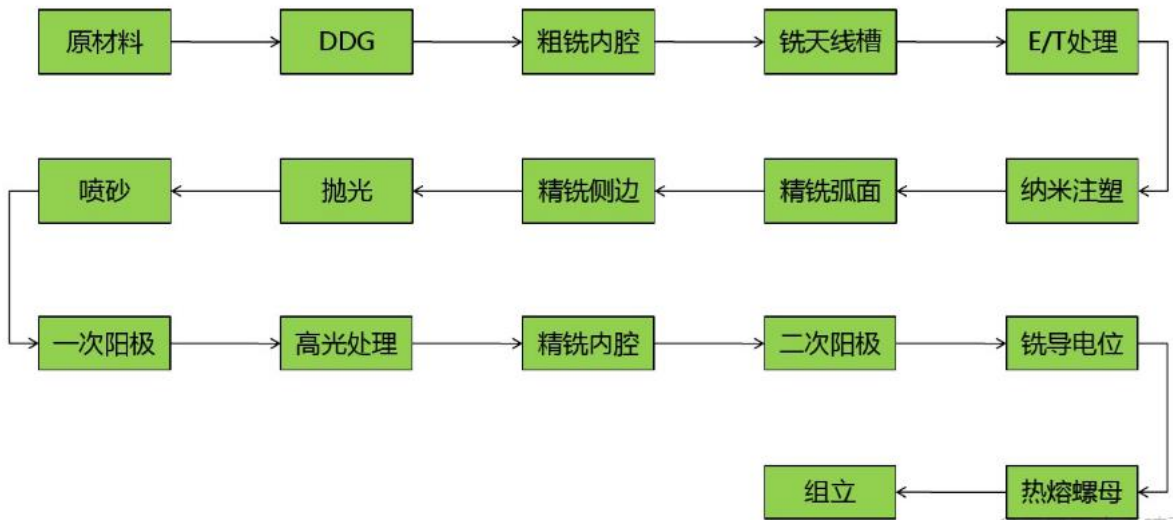 原材料
DDG
粗铣内腔
铣天线槽
E/T处理
纳米注塑
精铣弧面
精铣侧边
抛光
喷砂
一次阳极
高光处理
精铣内腔
二次阳极
铣导电位
热熔螺母
组立